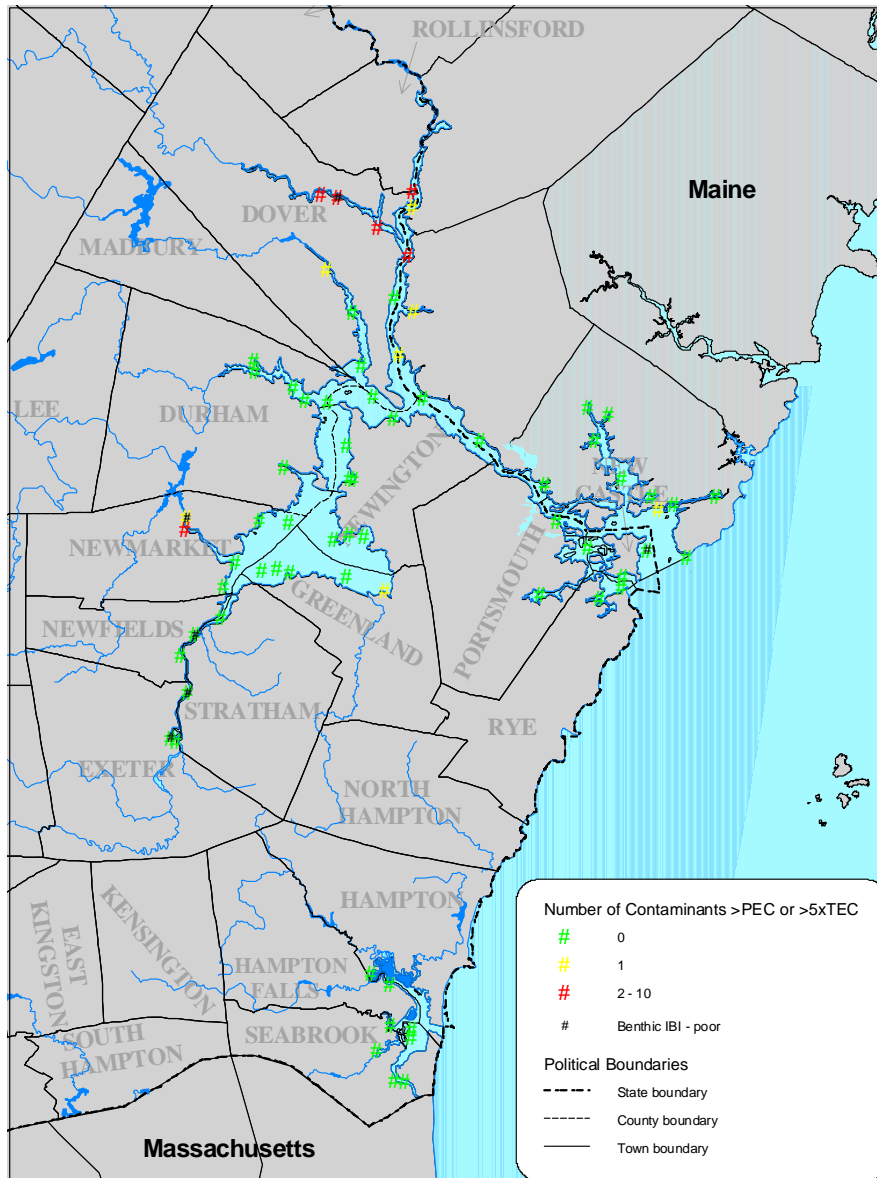 ROLLINSFORD
Maine
DOVER
MADBURY
LEE
DURHAM
NEWINGTON
NEW
CASTLE
NEWMARKET
PORTSMOUTH
GREENLAND
NEWFIELDS
STRATHAM
RYE
EXETER
NORTH
HAMPTON
HAMPTON
EAST
KINGSTON
KENSINGTON
HAMPTON
FALLS
SEABROOK
SOUTH
HAMPTON
Massachusetts
Number of Contaminants >PEC or >5xTEC
# 0
# 1
# 2 - 10
# Benthic IBI - poor
Political Boundaries
State boundary
County boundary
Town boundary